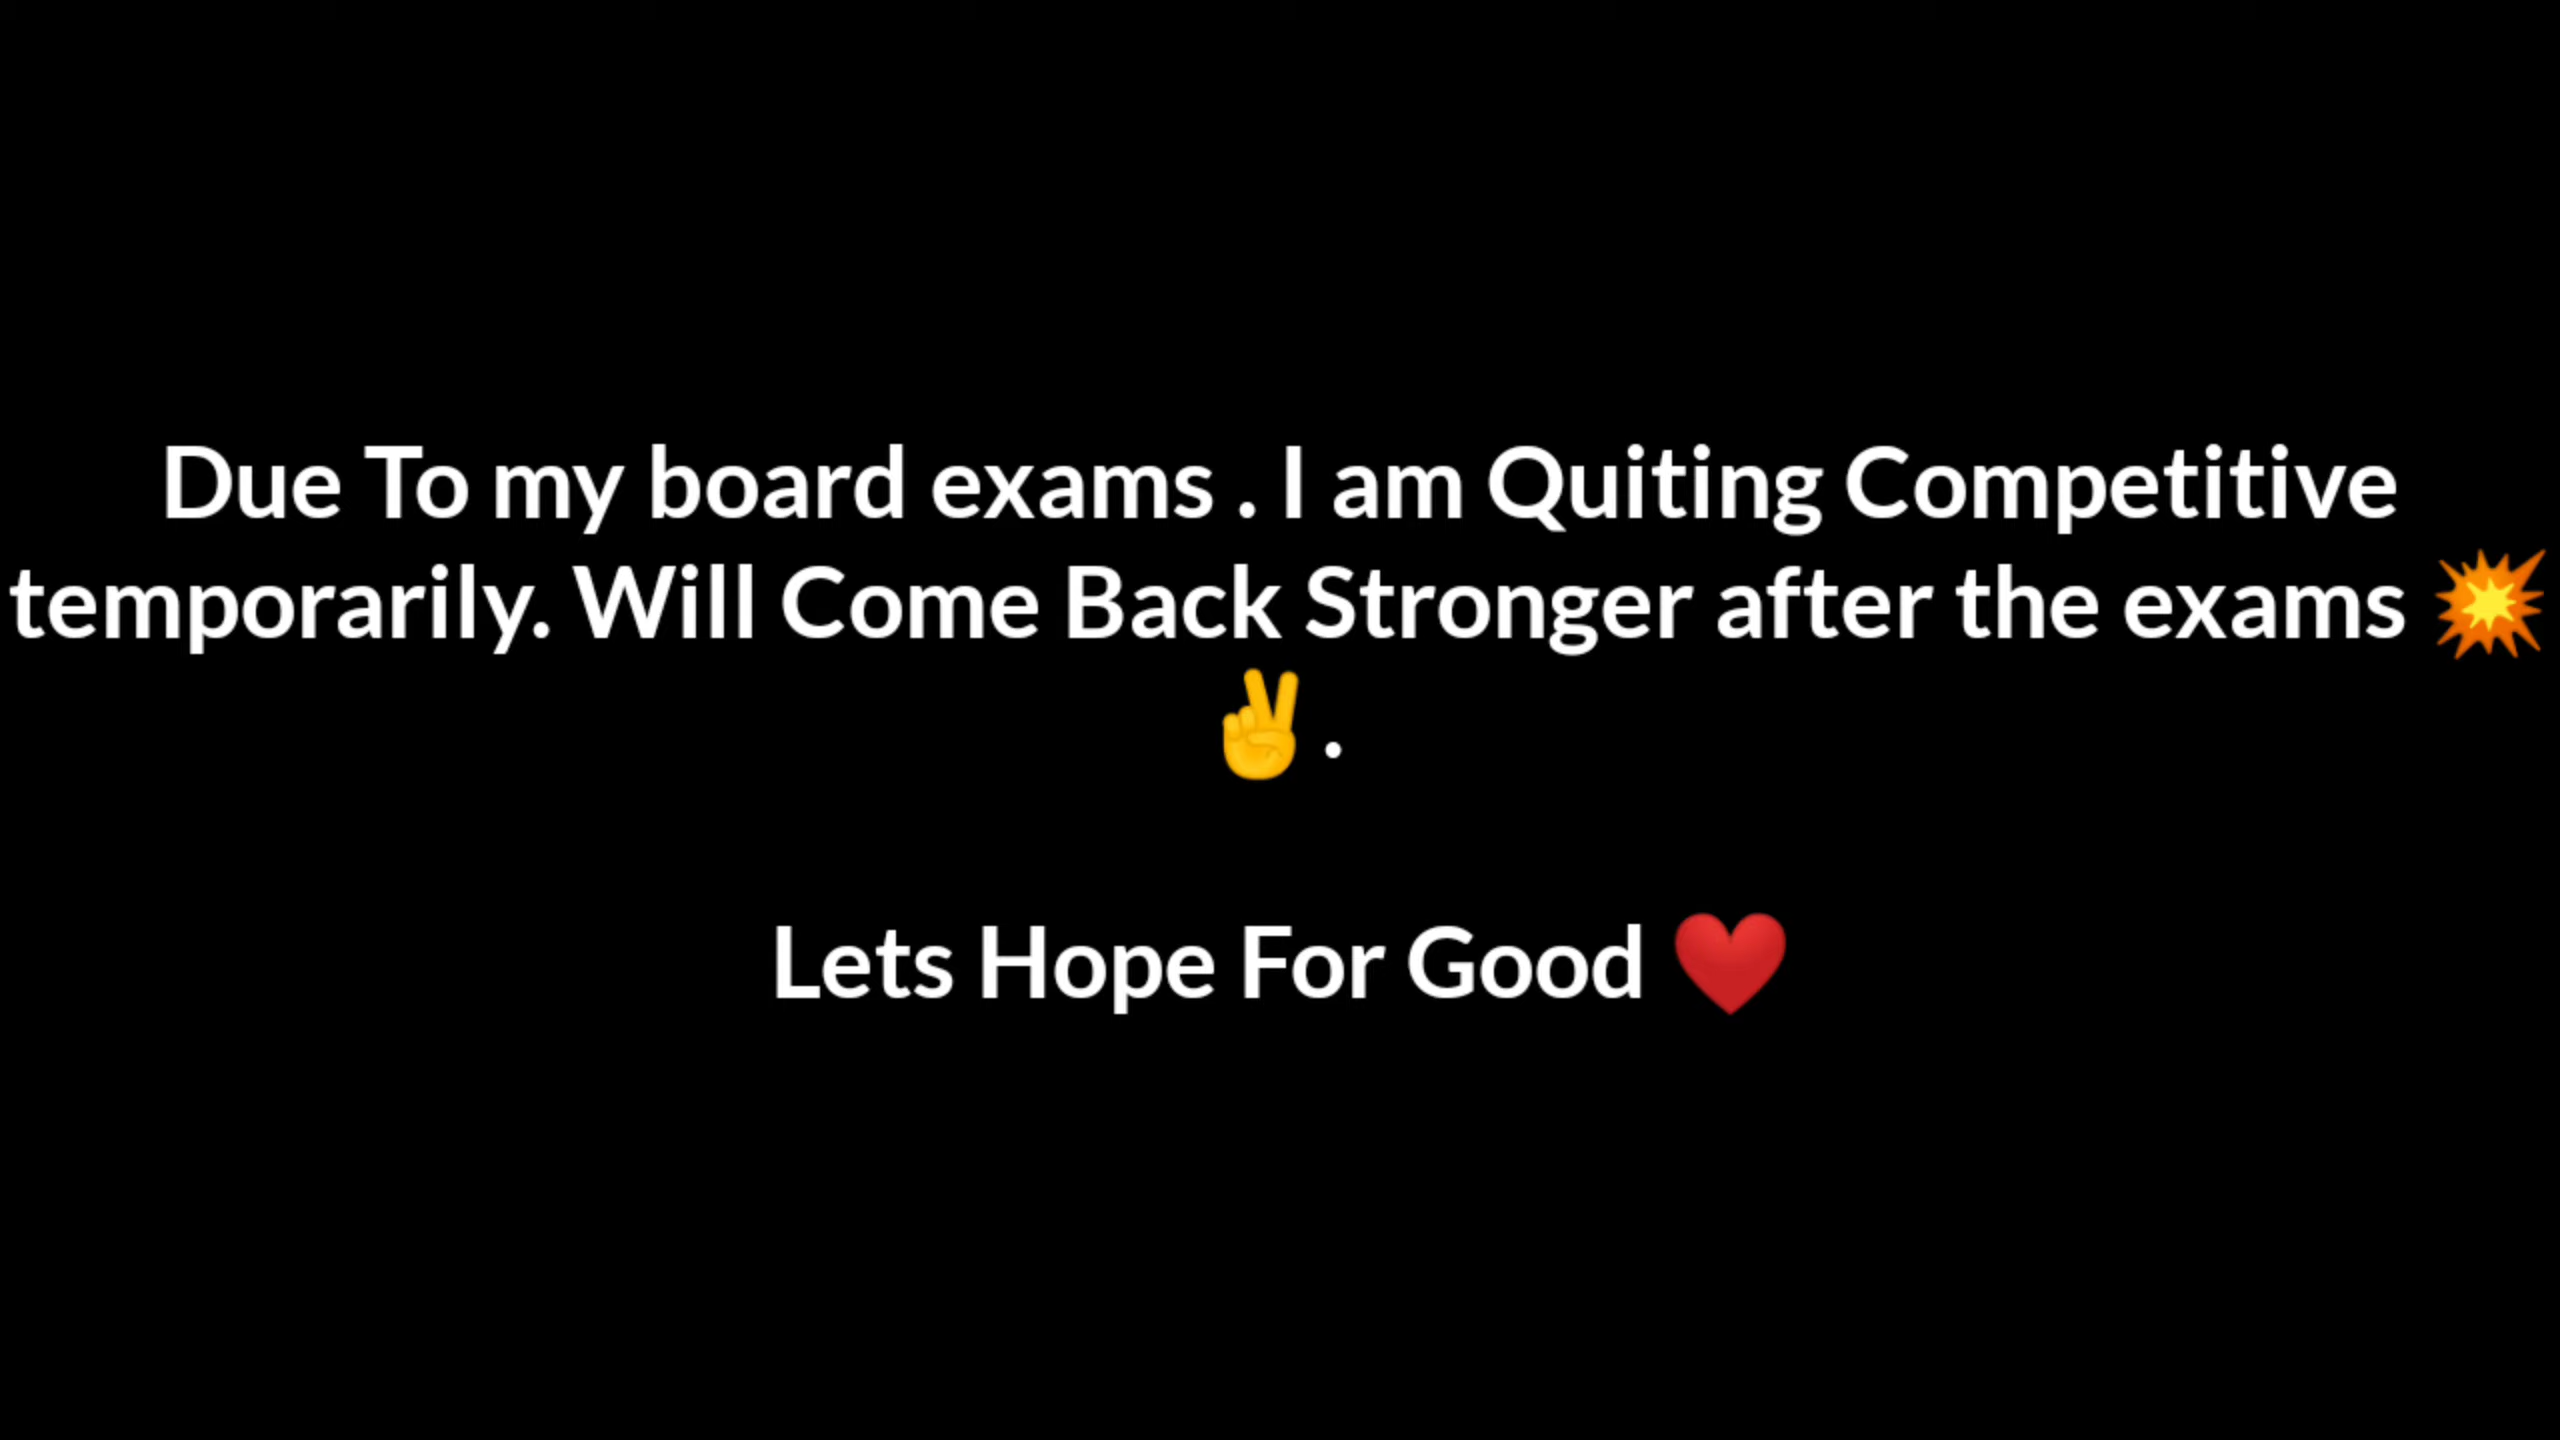 Due To my board exams . I am Quiting Competitive
temporarily. Will Come Back Stronger after the exams 💥
✌️ .
Lets Hope For Good ❤️